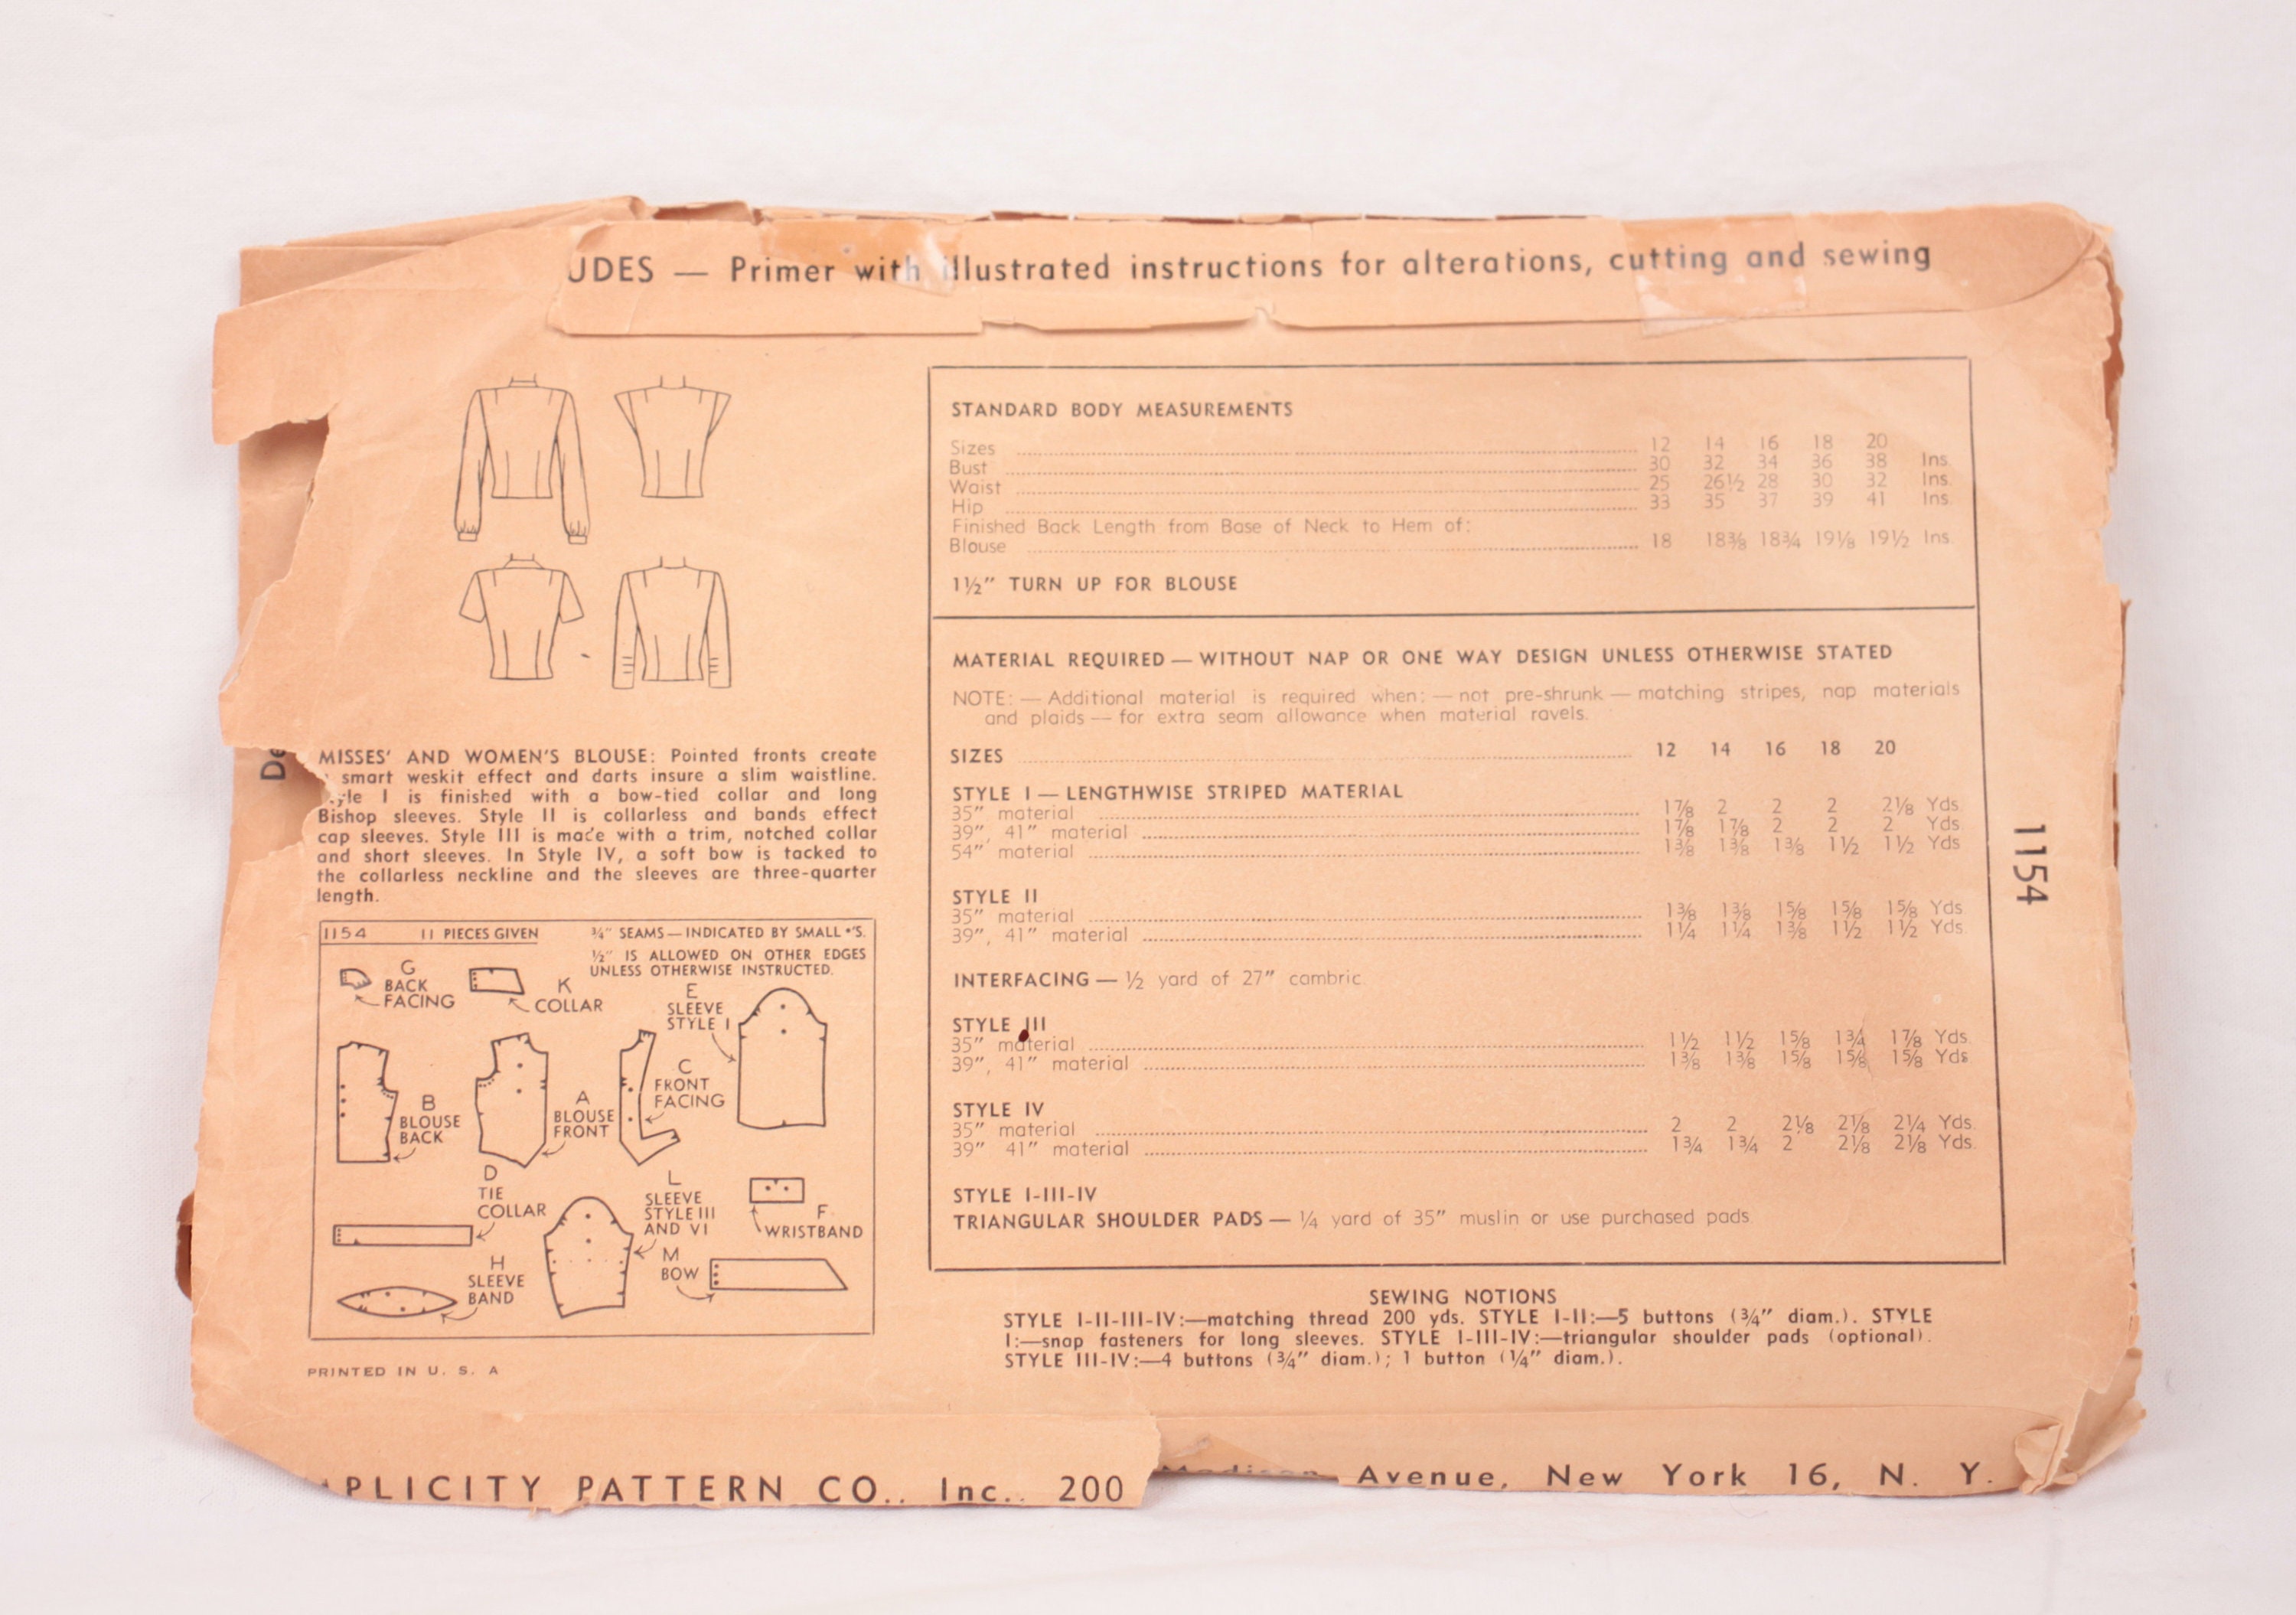 UDES — Primer with illustrated instructions for alterations, cutting and sewing
MISSES' AND WOMEN'S BLOUSE: Pointed fronts create
smart weskit effect and darts insure a slim waistline.
yle I is finished with a bow-tied collar and long
Bishop sleeves. Style II is collarless and bands effect
cap sleeves. Style III is made with a trim, notched collar
and short sleeves. In Style IV, a soft bow is tacked to
the collarless neckline and the sleeves are three-quarter
length.
De
1154 11 PIECES GIVEN
¾" SEAMS—INDICATED BY SMALL •'S.
½" IS ALLOWED ON OTHER EDGES
UNLESS OTHERWISE INSTRUCTED.
G
BACK
FACING
K
COLLAR
E
SLEEVE
STYLE I
B
BLOUSE
BACK
A
BLOUSE
FRONT
C
FRONT
FACING
D
TIE
COLLAR
L
SLEEVE
STYLE III
AND VI
F
WRISTBAND
H
SLEEVE
BAND
M
BOW
PRINTED IN U. S. A
STANDARD BODY MEASUREMENTS
Sizes 12 14 16 18 20
Bust 30 32 34 36 38 Ins.
Waist 25 26½ 28 30 32 Ins.
Hip 33 35 37 39 41 Ins.
Finished Back Length from Base of Neck to Hem of:
Blouse 18 18⅜ 18¾ 19⅛ 19½ Ins.
1½" TURN UP FOR BLOUSE
MATERIAL REQUIRED — WITHOUT NAP OR ONE WAY DESIGN UNLESS OTHERWISE STATED
NOTE: — Additional material is required when: — not pre-shrunk — matching stripes, nap materials
and plaids — for extra seam allowance when material ravels.
SIZES 12 14 16 18 20
STYLE I — LENGTHWISE STRIPED MATERIAL
35" material 1⅞ 2 2 2 2⅛ Yds.
39", 41" material 1⅞ 1⅞ 2 2 2 Yds.
54" material 1⅜ 1⅜ 1⅜ 1½ 1½ Yds
STYLE II
35" material 1⅜ 1⅜ 1⅝ 1⅝ 1⅝ Yds
39", 41" material 1¼ 1¼ 1⅜ 1½ 1½ Yds.
INTERFACING — ½ yard of 27" cambric.
STYLE III
35" material 1½ 1½ 1⅝ 1¾ 1⅞ Yds.
39", 41" material 1⅜ 1⅜ 1⅝ 1⅝ 1⅝ Yds
STYLE IV
35" material 2 2 2⅛ 2⅛ 2¼ Yds.
39" 41" material 1¾ 1¾ 2 2⅛ 2⅛ Yds.
STYLE I-III-IV
TRIANGULAR SHOULDER PADS — ¼ yard of 35" muslin or use purchased pads.
SEWING NOTIONS
STYLE I-II-III-IV:—matching thread 200 yds. STYLE I-II:—5 buttons (¾" diam.). STYLE
I:—snap fasteners for long sleeves. STYLE I-III-IV:—triangular shoulder pads (optional).
STYLE III-IV:—4 buttons (¾" diam.); 1 button (¼" diam.).
1154
PLICITY PATTERN CO., Inc., 200 Madison Avenue, New York 16, N. Y.